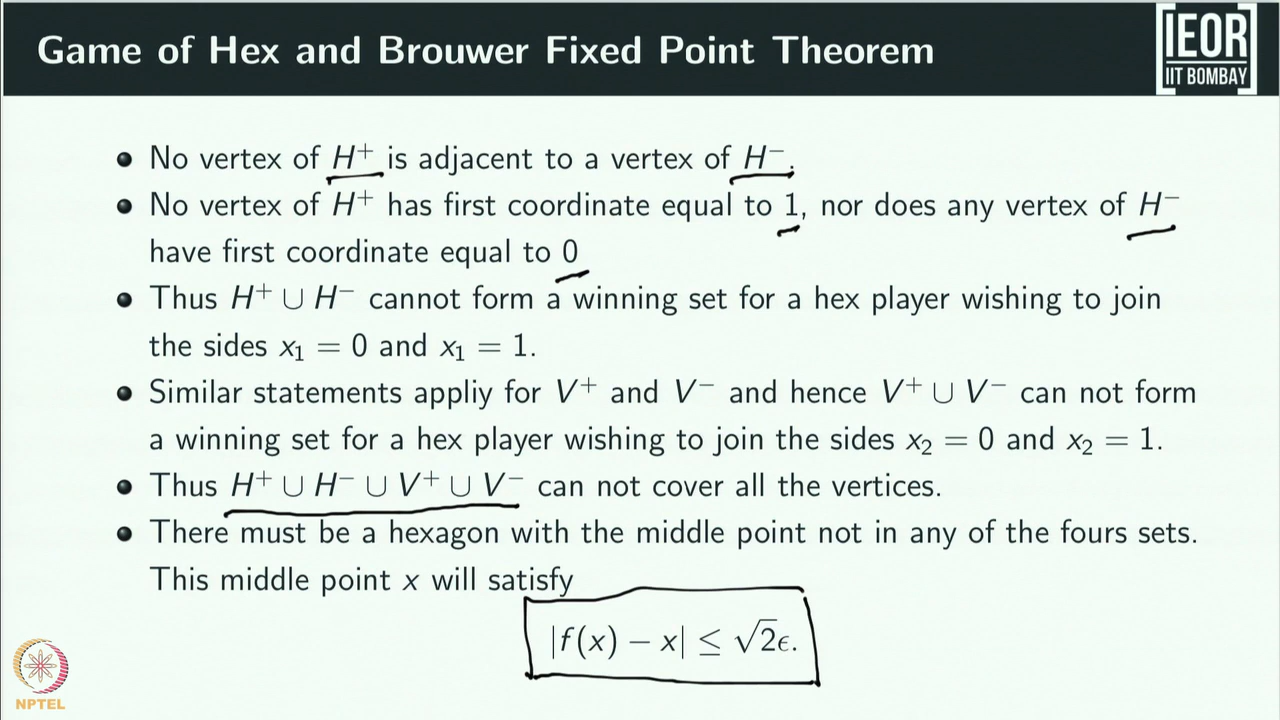 Game of Hex and Brouwer Fixed Point Theorem
IEOR
IIT BOMBAY
No vertex of H⁺ is adjacent to a vertex of H⁻.
No vertex of H⁺ has first coordinate equal to 1, nor does any vertex of H⁻
have first coordinate equal to 0
Thus H⁺ ∪ H⁻ cannot form a winning set for a hex player wishing to join
the sides x₁ = 0 and x₁ = 1.
Similar statements appliy for V⁺ and V⁻ and hence V⁺ ∪ V⁻ can not form
a winning set for a hex player wishing to join the sides x₂ = 0 and x₂ = 1.
Thus H⁺ ∪ H⁻ ∪ V⁺ ∪ V⁻ can not cover all the vertices.
There must be a hexagon with the middle point not in any of the fours sets.
This middle point x will satisfy
|f(x) − x| ≤ √2ϵ.
NPTEL